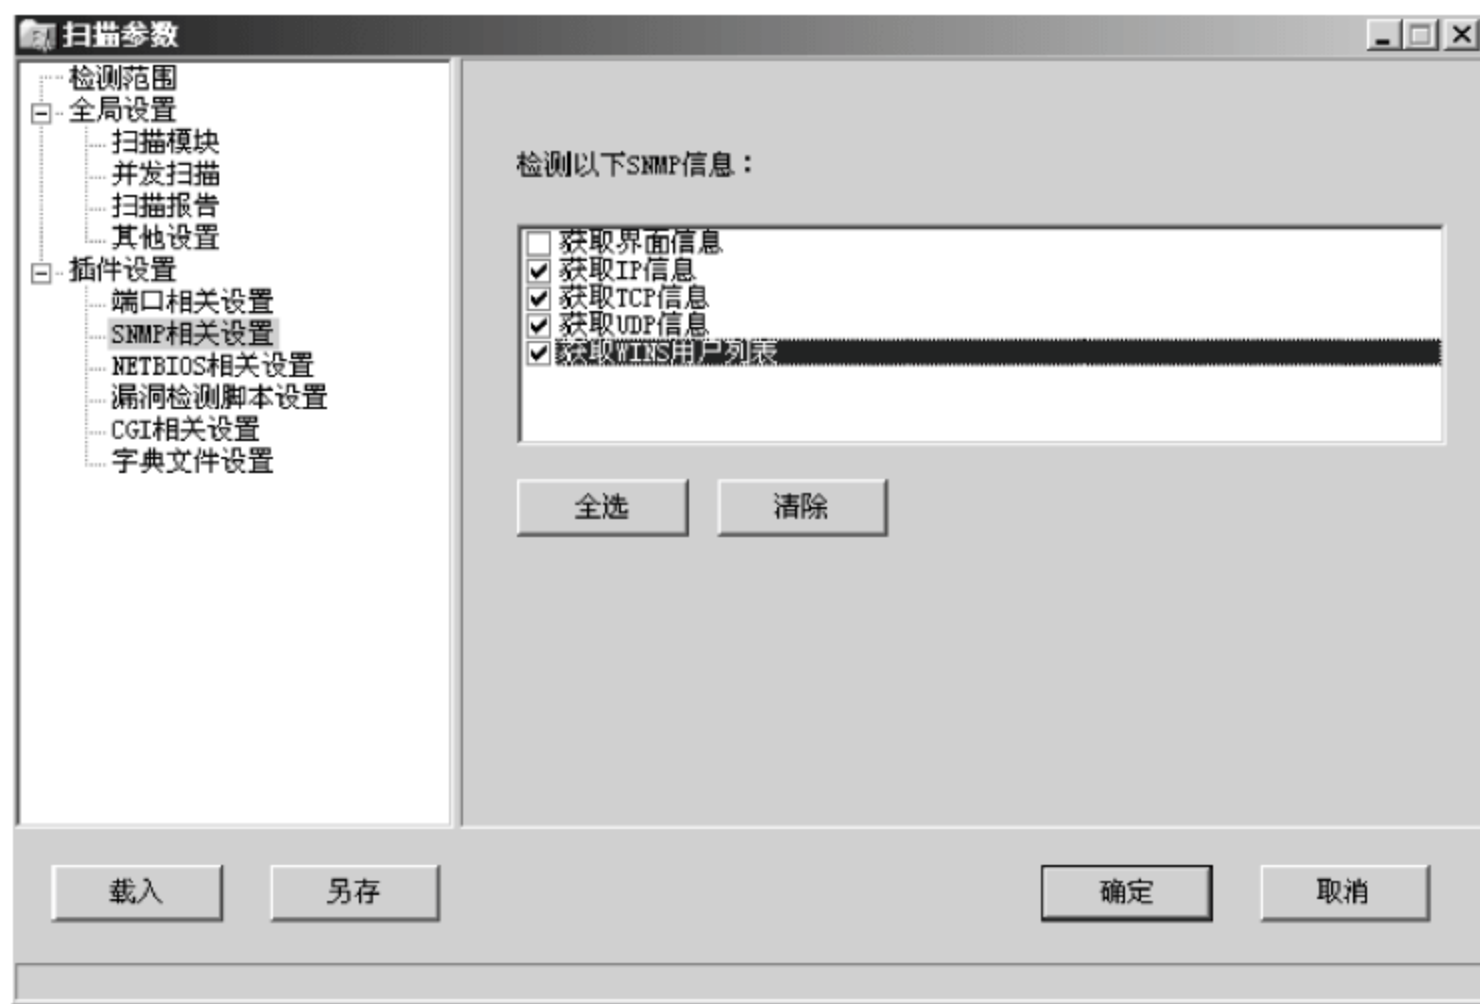 扫描参数
检测范围
全局设置
扫描模块
并发扫描
扫描报告
其他设置
插件设置
端口相关设置
SNMP相关设置
NETBIOS相关设置
漏洞检测脚本设置
CGI相关设置
字典文件设置
检测以下SNMP信息：
获取界面信息
获取IP信息
获取TCP信息
获取UDP信息
获取WINS用户列表
全选 清除
载入 另存 确定 取消